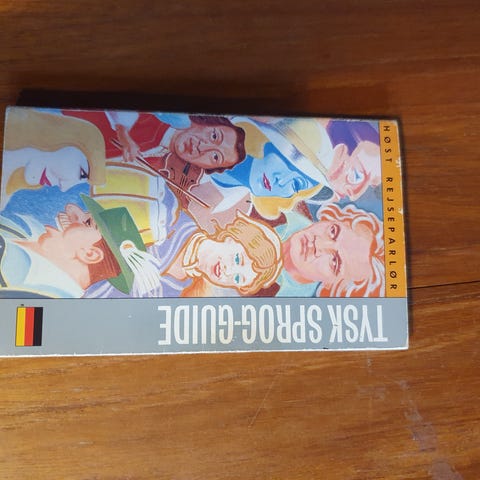 HØST REJSEPARLØR
TYSK SPROG-GUIDE